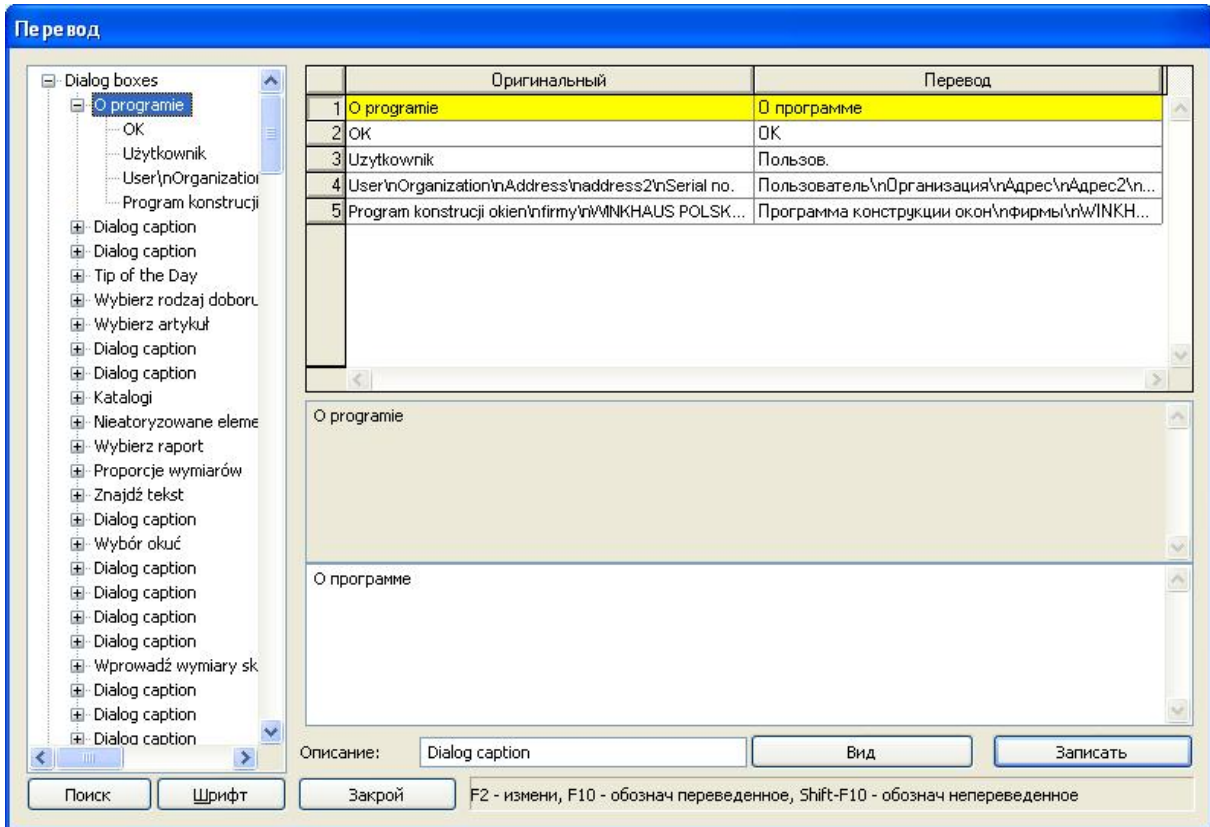 Перевод
Dialog boxes
O programie
OK
Użytkownik
User\nOrganization
Program konstrucji
Dialog caption
Dialog caption
Tip of the Day
Wybierz rodzaj doboru
Wybierz artykuł
Dialog caption
Dialog caption
Katalogi
Nieatoryzowane eleme
Wybierz raport
Proporcje wymiarów
Znajdź tekst
Dialog caption
Wybór okuć
Dialog caption
Dialog caption
Dialog caption
Dialog caption
Wprowadź wymiary sk
Dialog caption
Dialog caption
Dialog caption
Оригинальный Перевод
1 O programie О программе
2 OK OK
3 Uzytkownik Пользов.
4 User\nOrganization\nAddress\naddress2\nSerial no. Пользователь\nОрганизация\nАдрес\nАдрес2\n...
5 Program konstrucji okien\nfirmy\nWINKHAUS POLSK... Программа конструкции окон\nфирмы\nWINKH...
O programie
О программе
Описание: Dialog caption Вид Записать
Поиск Шрифт Закрой F2 - измени, F10 - обознач переведенное, Shift-F10 - обознач непереведенное